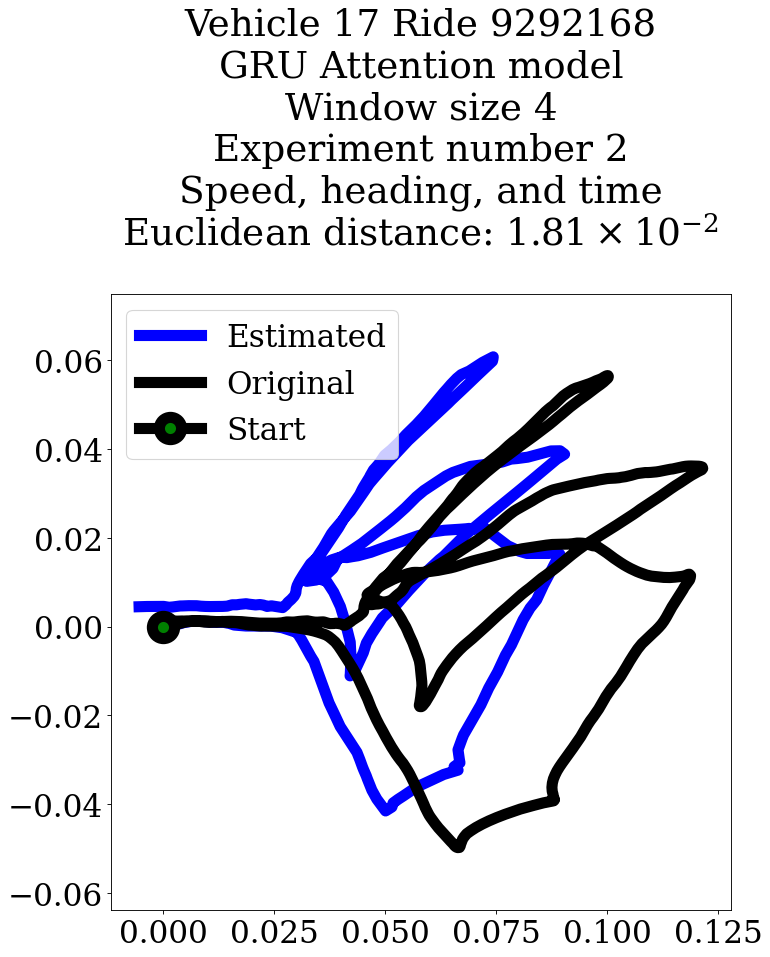 Vehicle 17 Ride 9292168
GRU Attention model
Window size 4
Experiment number 2
Speed, heading, and time
Euclidean distance: 1.81 × 10⁻²
Estimated
Original
Start
0.06
0.04
0.02
0.00
−0.02
−0.04
−0.06
0.000 0.025 0.050 0.075 0.100 0.125